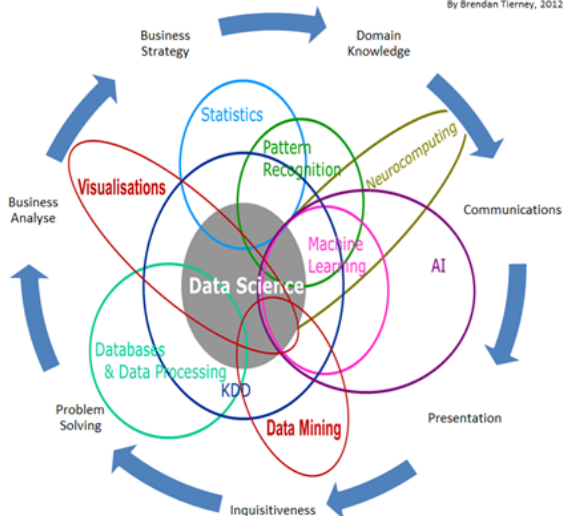 By Brendan Tierney, 2012
Business
Strategy
Domain
Knowledge
Statistics
Pattern
Recognition
Neurocomputing
Visualisations
Business
Analyse
Communications
Machine
Learning
AI
Data Science
Databases
& Data Processing
KDD
Problem
Solving
Data Mining
Presentation
Inquisitiveness